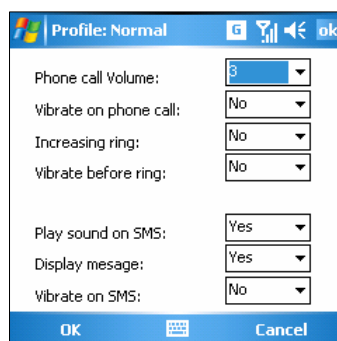 Profile: Normal G ok
Phone call Volume: 3
Vibrate on phone call: No
Increasing ring: No
Vibrate before ring: No
Play sound on SMS: Yes
Display mesage: Yes
Vibrate on SMS: No
OK Cancel